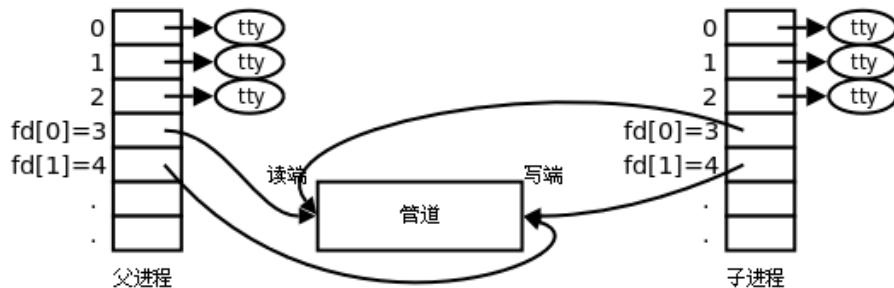 0 tty 0 tty
1 tty 1 tty
2 tty 2 tty
fd[0]=3 fd[0]=3
fd[1]=4 读端 写端 fd[1]=4
. 管道 .
. .
父进程 子进程